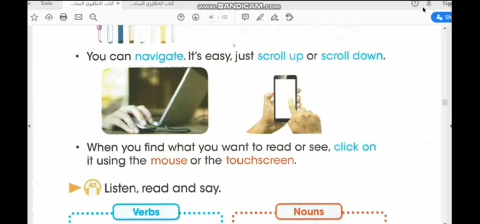 WWW.BANDICAM.COM
Tools
46
• You can navigate. It's easy, just scroll up or scroll down.
• When you find what you want to read or see, click on
it using the mouse or the touchscreen.
Listen, read and say.
Verbs
Nouns